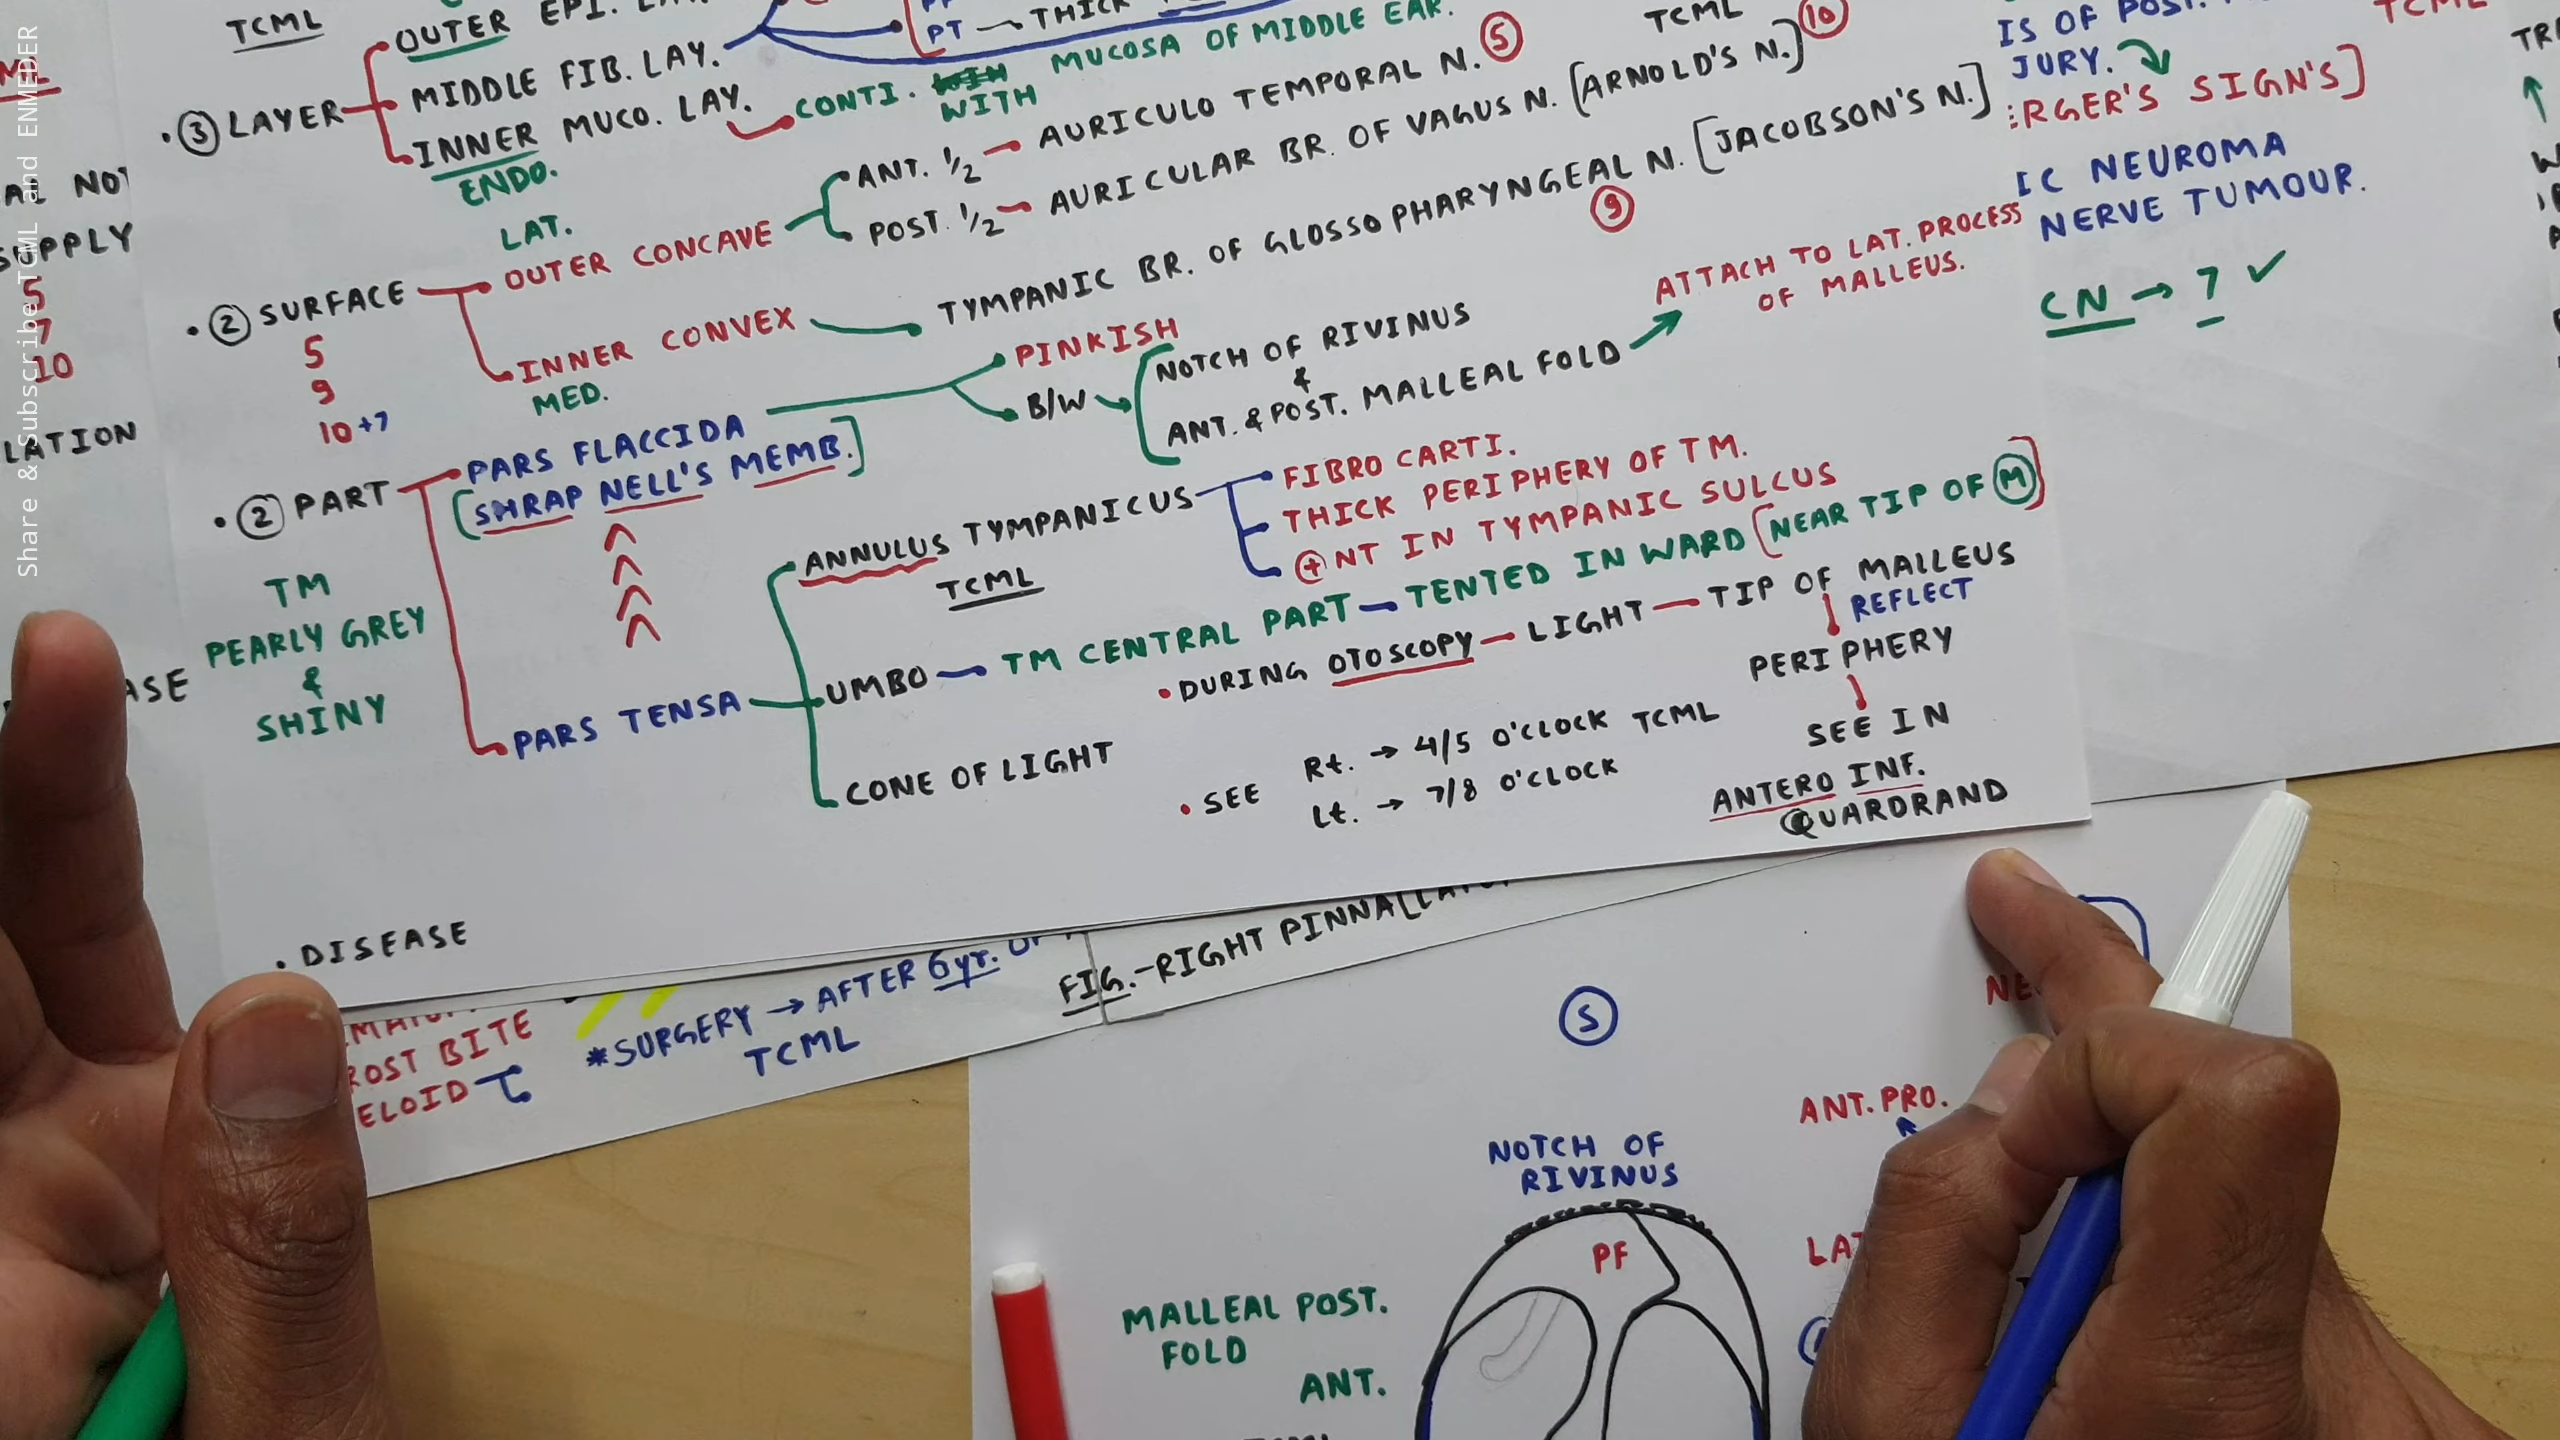 Share & Subscribe TCML and ENMEDER
TCML
OUTER EPI.
MIDDLE FIB. LAY.
INNER MUCO. LAY.
ENDO.
• ③ LAYER
PT → THICK
CONTI. WITH MUCOSA OF MIDDLE EAR.
TCML
LAT.
• ② SURFACE
OUTER CONCAVE
ANT. 1/2 — AURICULO TEMPORAL N. ⑤
POST. 1/2 — AURICULAR BR. OF VAGUS N. [ARNOLD'S N.] ⑩
INNER CONVEX
MED.
TYMPANIC BR. OF GLOSSO PHARYNGEAL N. [JACOBSON'S N.]
⑨
5
9
10+7
• ② PART
PARS FLACCIDA
[SHRAP NELL'S MEMB.]
PINKISH
B/W
NOTCH OF RIVINUS
&
ANT. & POST. MALLEAL FOLD
ATTACH TO LAT. PROCESS
OF MALLEUS.
TM
PEARLY GREY
&
SHINY
PARS TENSA
ANNULUS TYMPANICUS
TCML
FIBRO CARTI.
THICK PERIPHERY OF TM.
⊕NT IN TYMPANIC SULCUS
UMBO — TM CENTRAL PART — TENTED IN WARD [NEAR TIP OF Ⓜ]
CONE OF LIGHT
• DURING OTOSCOPY — LIGHT — TIP OF MALLEUS
REFLECT
PERIPHERY
SEE IN
ANTERO INF.
QUARDRAND
• SEE Rt. → 4/5 O'CLOCK TCML
Lt. → 7/8 O'CLOCK
• DISEASE
SUPPLY
5
7
10
LATION
ASE
IS OF POST.
JURY.
RGER'S SIGN'S]
IC NEUROMA
NERVE TUMOUR.
CN → 7 ✓
TCML
ROST BITE
ELOID
*SURGERY → AFTER 6yr.
TCML
FIG.-RIGHT PINNA
S
NOTCH OF
RIVINUS
ANT. PRO.
PF
MALLEAL POST.
FOLD
ANT.